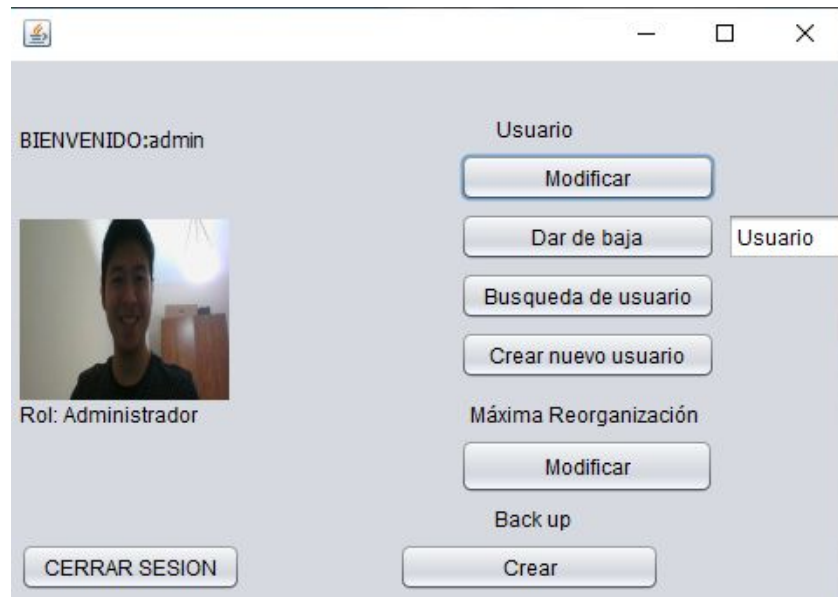 BIENVENIDO:admin
Rol: Administrador
CERRAR SESION
Usuario
Modificar
Dar de baja
Usuario
Busqueda de usuario
Crear nuevo usuario
Máxima Reorganización
Modificar
Back up
Crear